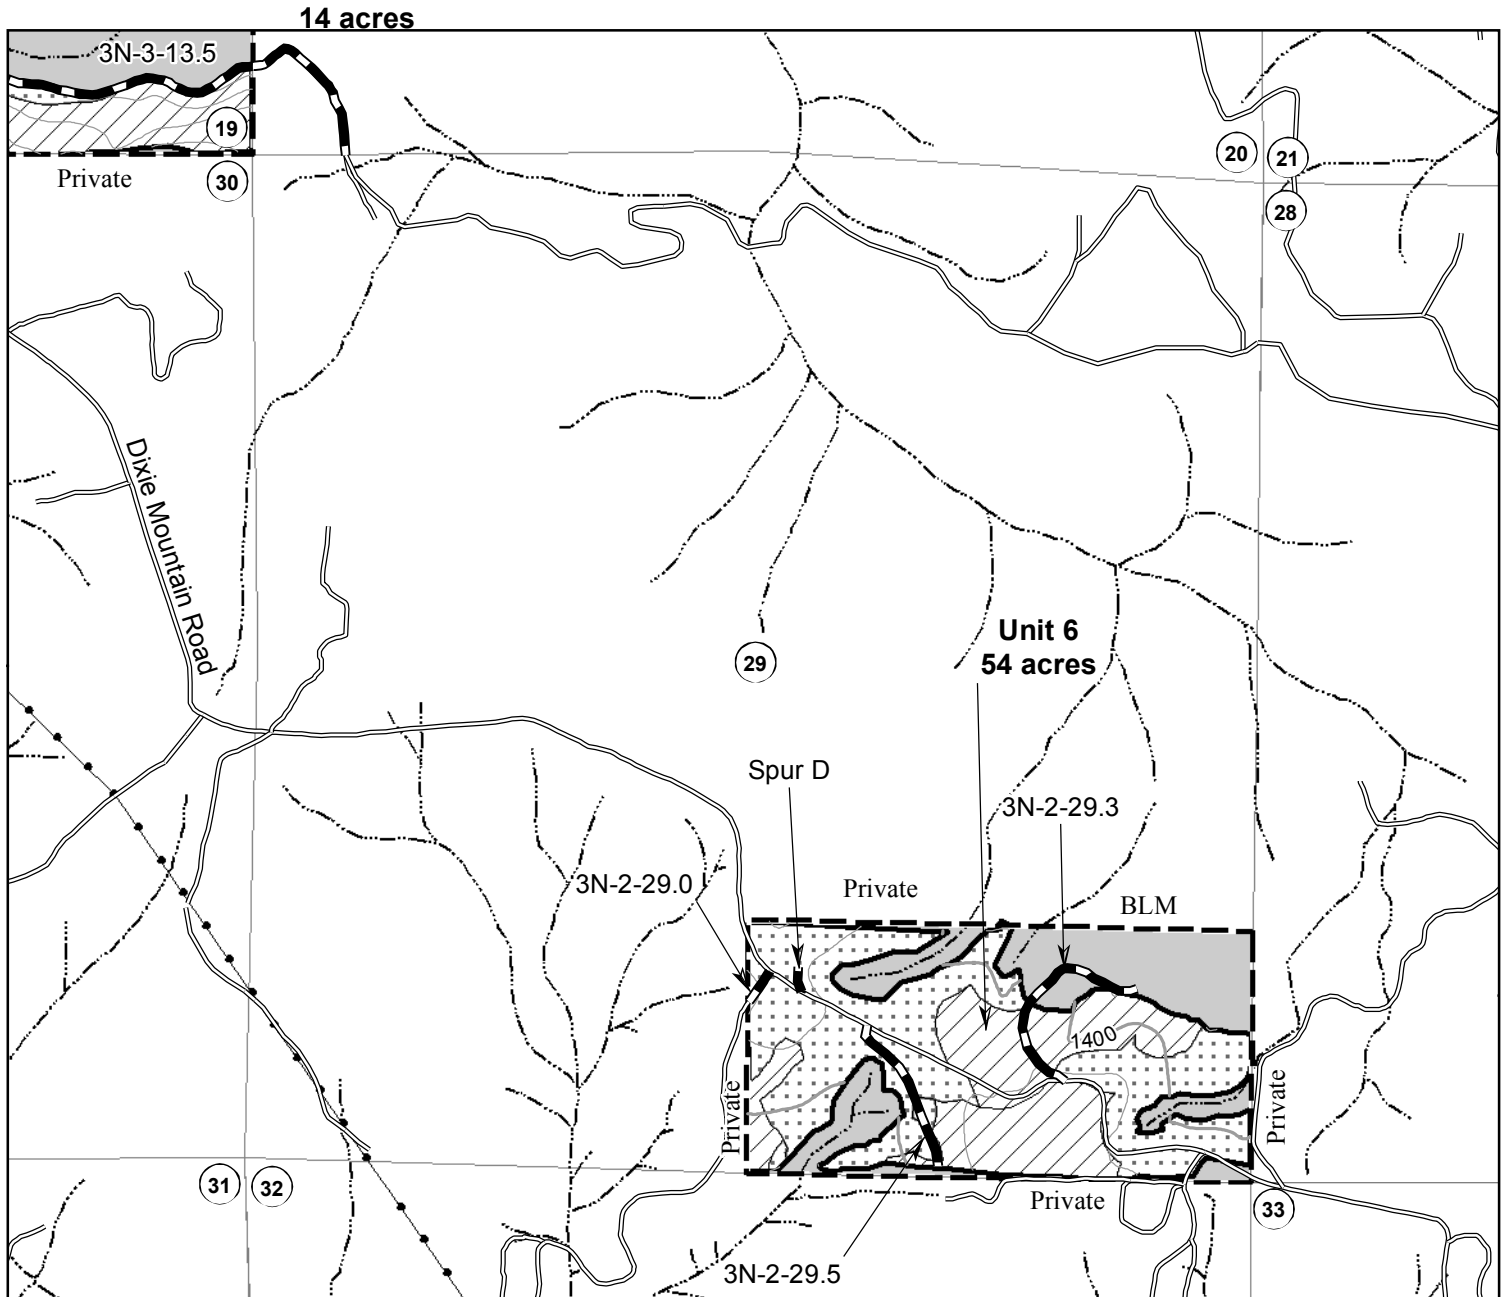 14 acres
3N-3-13.5
19
Private
30
20
21
28
Dixie Mountain Road
Unit 6
54 acres
29
Spur D
3N-2-29.3
3N-2-29.0
Private
BLM
1400
Private
Private
31
32
Private
33
3N-2-29.5